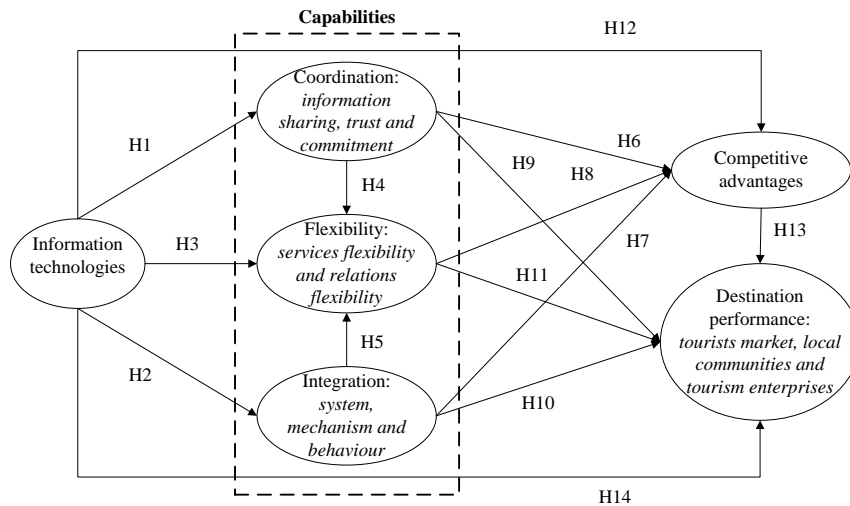 Capabilities
H12
Coordination:
information
sharing, trust and
commitment
H1
H6
H9
H8
Competitive
advantages
H4
Information
technologies
H3
Flexibility:
services flexibility
and relations
flexibility
H7
H13
H11
Destination
performance:
tourists market, local
communities and
tourism enterprises
H5
H2
Integration:
system,
mechanism and
behaviour
H10
H14